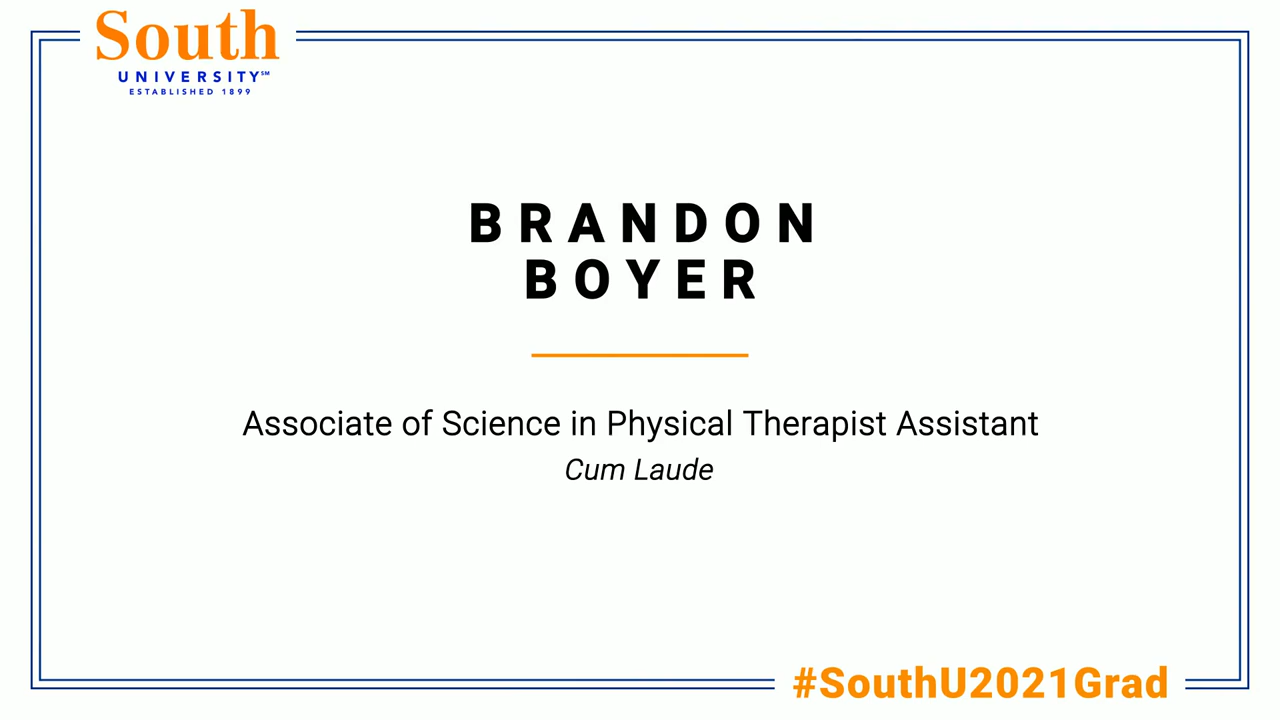 South
UNIVERSITY℠
ESTABLISHED 1899
BRANDON
BOYER
Associate of Science in Physical Therapist Assistant
Cum Laude
#SouthU2021Grad